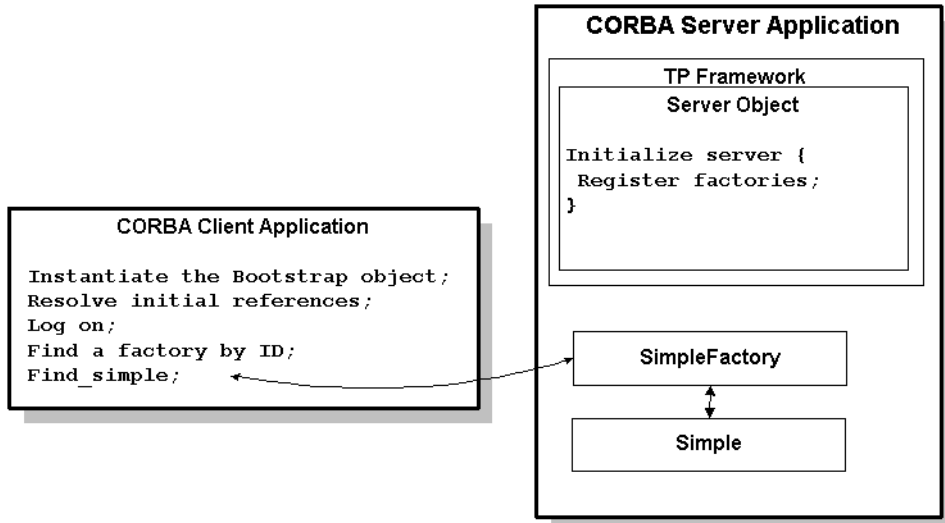 CORBA Server Application
TP Framework
Server Object
Initialize server {
Register factories;
}
CORBA Client Application
Instantiate the Bootstrap object;
Resolve initial references;
Log on;
Find a factory by ID;
Find_simple;
SimpleFactory
Simple